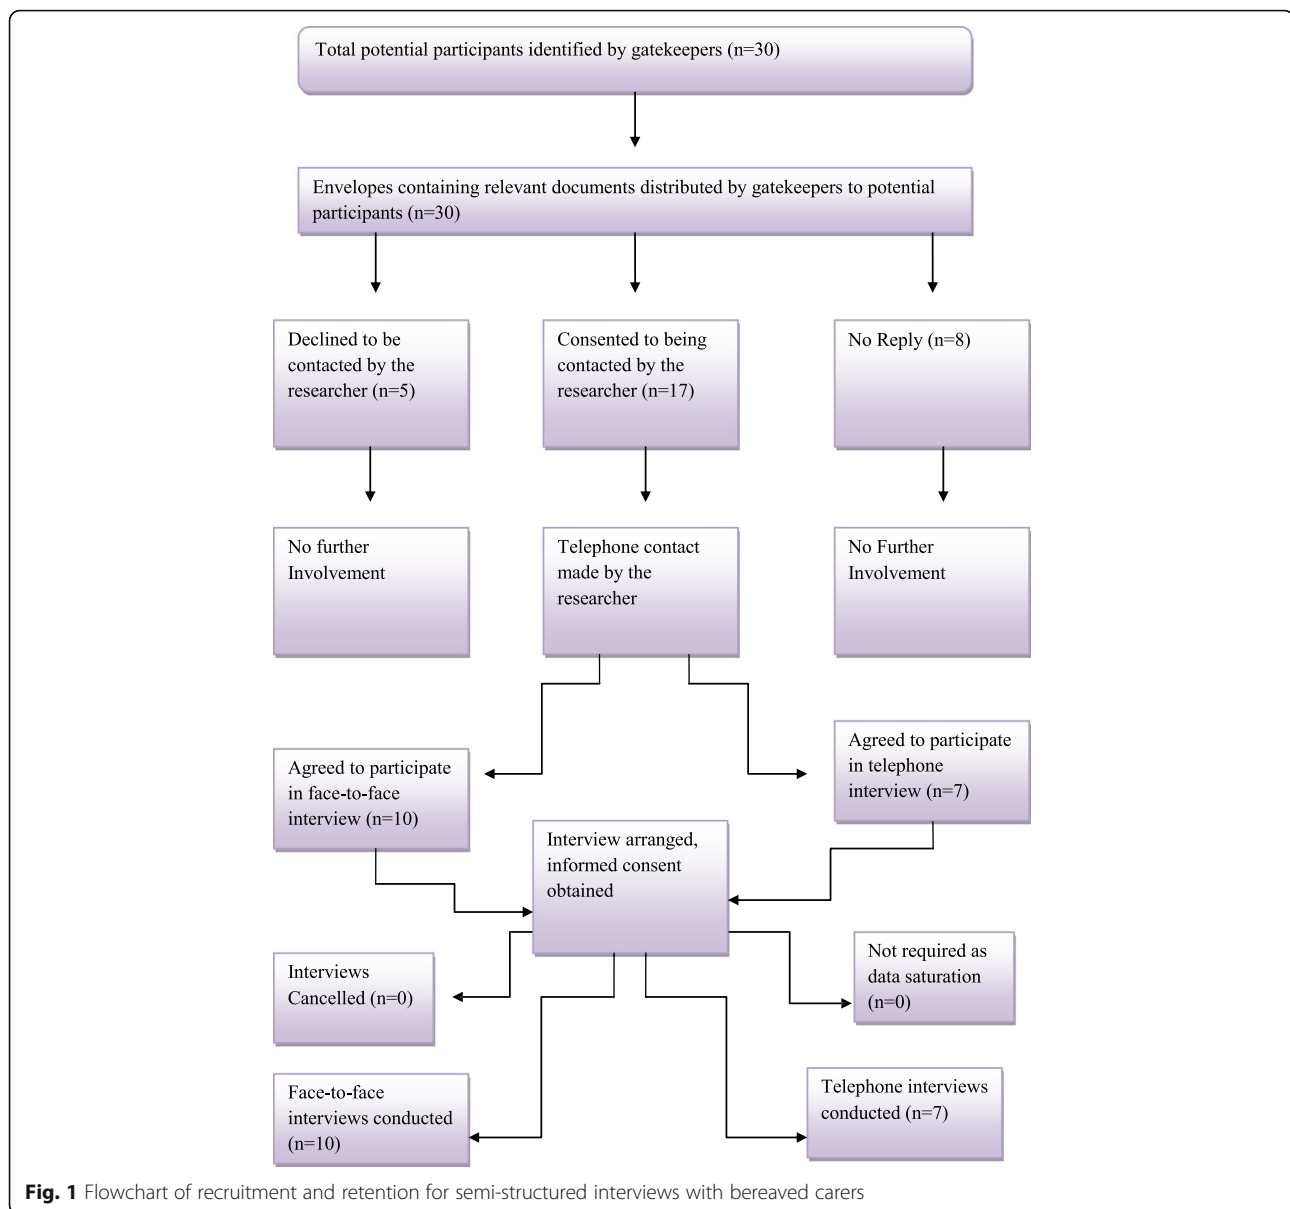 Total potential participants identified by gatekeepers (n=30)
Envelopes containing relevant documents distributed by gatekeepers to potential
participants (n=30)
Declined to be
contacted by the
researcher (n=5)
Consented to being
contacted by the
researcher (n=17)
No Reply (n=8)
No further
Involvement
Telephone contact
made by the
researcher
No Further
Involvement
Agreed to participate
in face-to-face
interview (n=10)
Agreed to participate
in telephone
interview (n=7)
Interview arranged,
informed consent
obtained
Interviews
Cancelled (n=0)
Not required as
data saturation
(n=0)
Face-to-face
interviews conducted
(n=10)
Telephone interviews
conducted (n=7)
Fig. 1 Flowchart of recruitment and retention for semi-structured interviews with bereaved carers